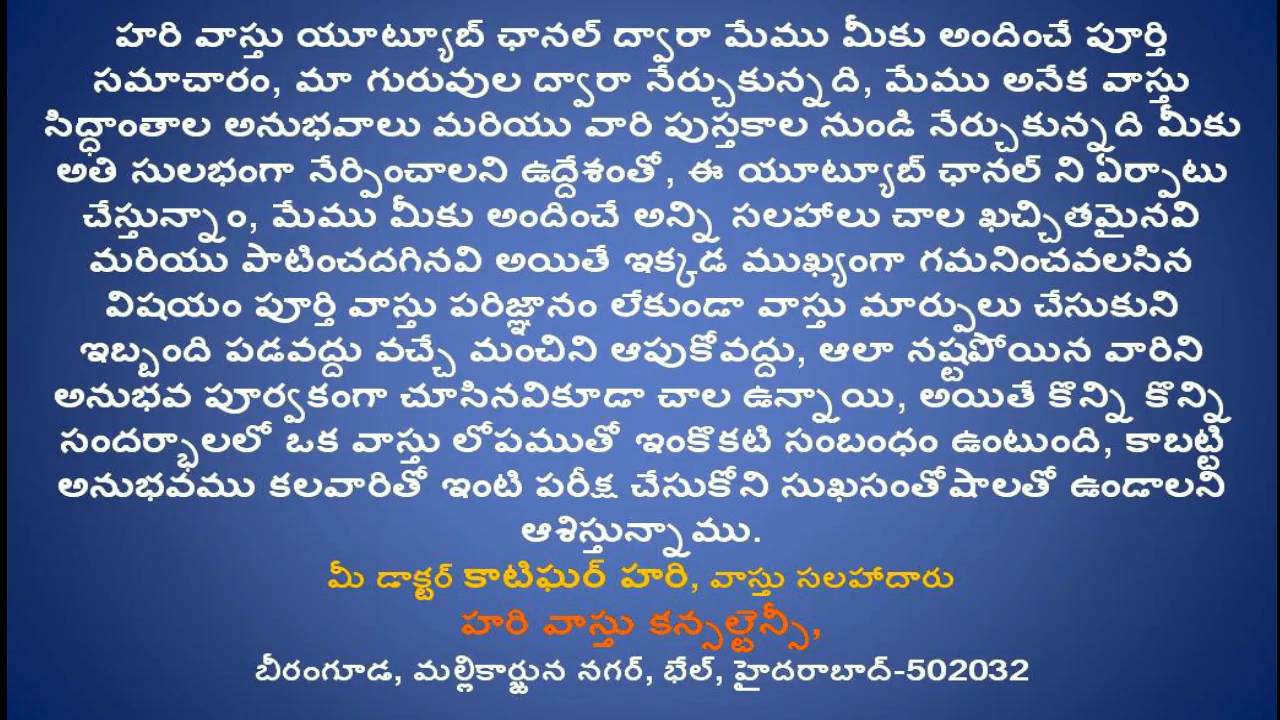 హరి వాస్తు యూట్యూబ్ ఛానల్ ద్వారా మేము మీకు అందించే పూర్తి
సమాచారం, మా గురువుల ద్వారా నేర్చుకున్నది, మేము అనేక వాస్తు
సిద్ధాంతాల అనుభవాలు మరియు వారి పుస్తకాల నుండి నేర్చుకున్నది మీకు
అతి సులభంగా నేర్పించాలని ఉద్దేశంతో, ఈ యూట్యూబ్ ఛానల్ ని ఏర్పాటు
చేస్తున్నాం, మేము మీకు అందించే అన్ని సలహాలు చాల ఖచ్చితమైనవి
మరియు పాటించదగినవి అయితే ఇక్కడ ముఖ్యంగా గమనించవలసిన
విషయం పూర్తి వాస్తు పరిజ్ఞానం లేకుండా వాస్తు మార్పులు చేసుకుని
ఇబ్బంది పడవద్దు వచ్చే మంచిని ఆపుకోవద్దు, ఆలా నష్టపోయిన వారిని
అనుభవ పూర్వకంగా చూసినవికూడా చాల ఉన్నాయి, అయితే కొన్ని కొన్ని
సందర్భాలలో ఒక వాస్తు లోపముతో ఇంకొకటి సంబంధం ఉంటుంది, కాబట్టి
అనుభవము కలవారితో ఇంటి పరీక్ష చేసుకోని సుఖసంతోషాలతో ఉండాలని
ఆశిస్తున్నాము.
మీ డాక్టర్ కాటిఘర్ హరి, వాస్తు సలహాదారు
హరి వాస్తు కన్సల్టెన్సీ,
బీరంగూడ, మల్లికార్జున నగర్, భేల్, హైదరాబాద్-502032